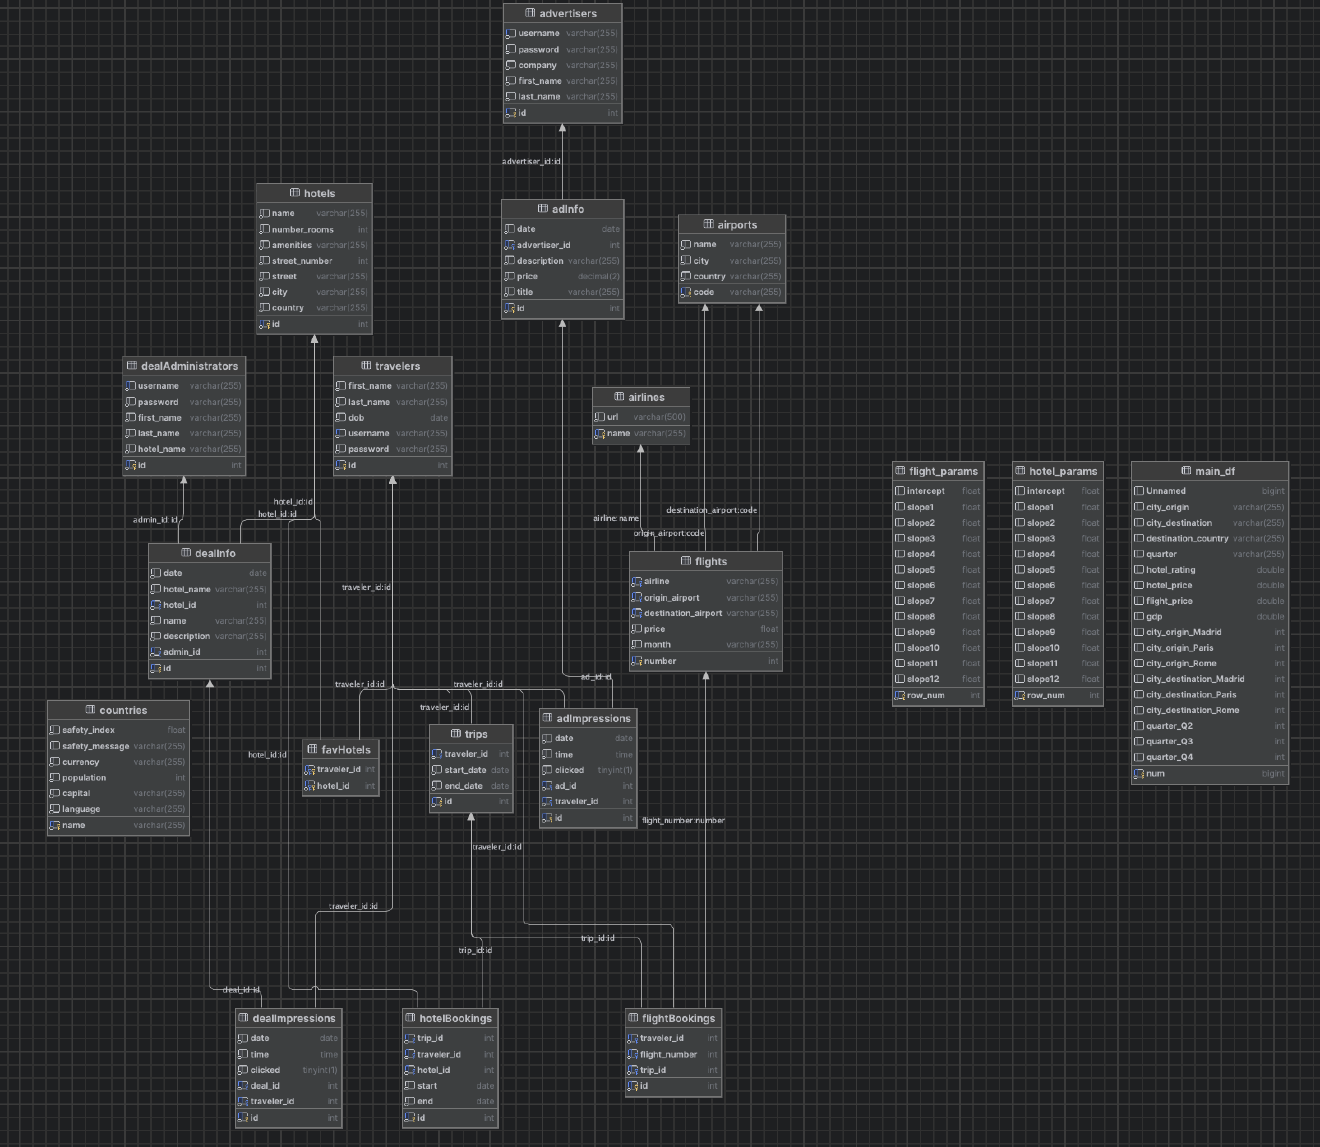 advertisers
username varchar(255)
password varchar(255)
company varchar(255)
first_name varchar(255)
last_name varchar(255)
id int
advertiser_id:id
hotels
name varchar(255)
number_rooms int
amenities varchar(255)
street_number int
street varchar(255)
city varchar(255)
country varchar(255)
id int
adInfo
date date
advertiser_id int
description varchar(255)
price decimal(2)
title varchar(255)
id int
airports
name varchar(255)
city varchar(255)
country varchar(255)
code varchar(255)
dealAdministrators
username varchar(255)
password varchar(255)
first_name varchar(255)
last_name varchar(255)
hotel_name varchar(255)
id int
travelers
first_name varchar(255)
last_name varchar(255)
dob date
username varchar(255)
password varchar(255)
id int
airlines
url varchar(500)
name varchar(255)
flight_params
intercept float
slope1 float
slope2 float
slope3 float
slope4 float
slope5 float
slope6 float
slope7 float
slope8 float
slope9 float
slope10 float
slope11 float
slope12 float
row_num int
hotel_params
intercept float
slope1 float
slope2 float
slope3 float
slope4 float
slope5 float
slope6 float
slope7 float
slope8 float
slope9 float
slope10 float
slope11 float
slope12 float
row_num int
main_df
Unnamed bigint
city_origin varchar(255)
city_destination varchar(255)
destination_country varchar(255)
quarter varchar(255)
hotel_rating double
hotel_price double
flight_price double
gdp double
city_origin_Madrid int
city_origin_Paris int
city_origin_Rome int
city_destination_Madrid int
city_destination_Paris int
city_destination_Rome int
quarter_Q2 int
quarter_Q3 int
quarter_Q4 int
num bigint
hotel_id:id
hotel_id:id
admin_id:id
destination_airport:code
airline:name
origin_airport:code
dealInfo
date date
hotel_name varchar(255)
hotel_id int
name varchar(255)
description varchar(255)
admin_id int
id int
traveler_id:id
flights
airline varchar(255)
origin_airport varchar(255)
destination_airport varchar(255)
price float
month varchar(255)
number int
ad_id:id
traveler_id:id
traveler_id:id
traveler_id:id
countries
safety_index float
safety_message varchar(255)
currency varchar(255)
population int
capital varchar(255)
language varchar(255)
name varchar(255)
hotel_id:id
favHotels
traveler_id int
hotel_id int
trips
traveler_id int
start_date date
end_date date
id int
adImpressions
date date
time time
clicked tinyint(1)
ad_id int
traveler_id int
id int
flight_number:number
traveler_id:id
traveler_id:id
trip_id:id
trip_id:id
deal_id:id
dealImpressions
date date
time time
clicked tinyint(1)
deal_id int
traveler_id int
id int
hotelBookings
trip_id int
traveler_id int
hotel_id int
start date
end date
id int
flightBookings
traveler_id int
flight_number int
trip_id int
id int